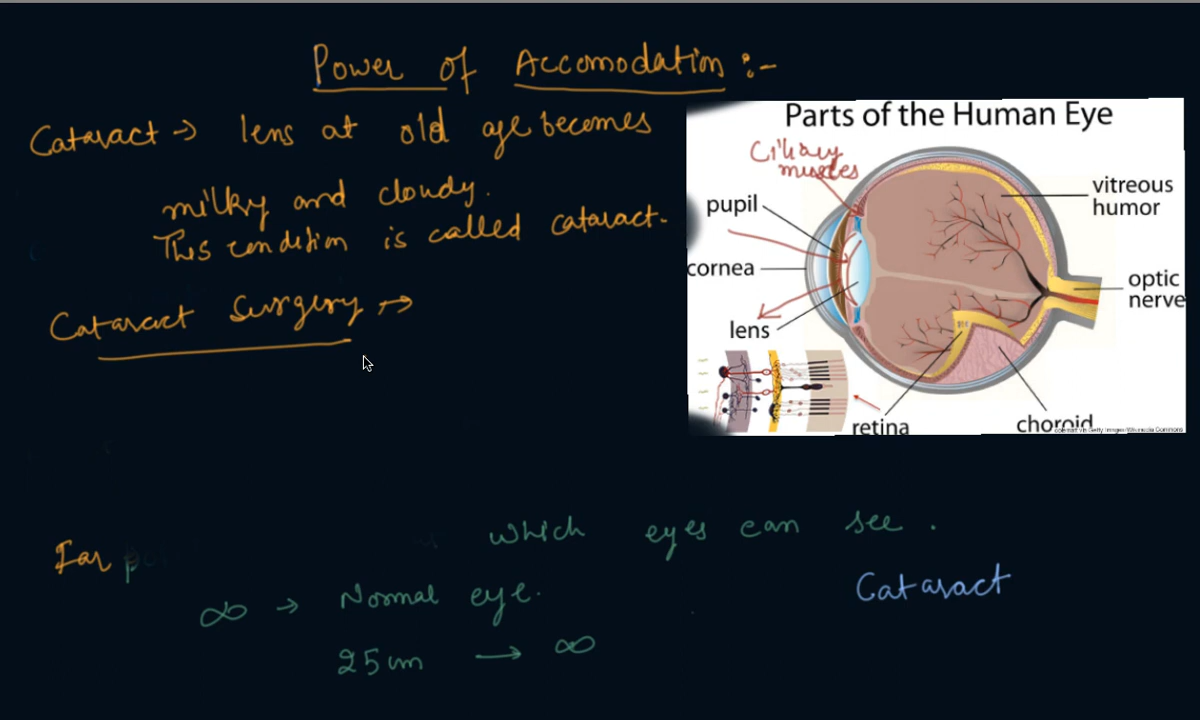 Power of Accomodation :-
Cataract → lens at old age becomes
milky and cloudy.
This condition is called cataract.
Cataract Surgery →
Parts of the Human Eye
Ciliary
muscles
pupil
vitreous
humor
cornea
optic
nerve
lens
retina
choroid
Far
which eyes can see.
∞ → Normal eye.
25 cm → ∞
Cataract